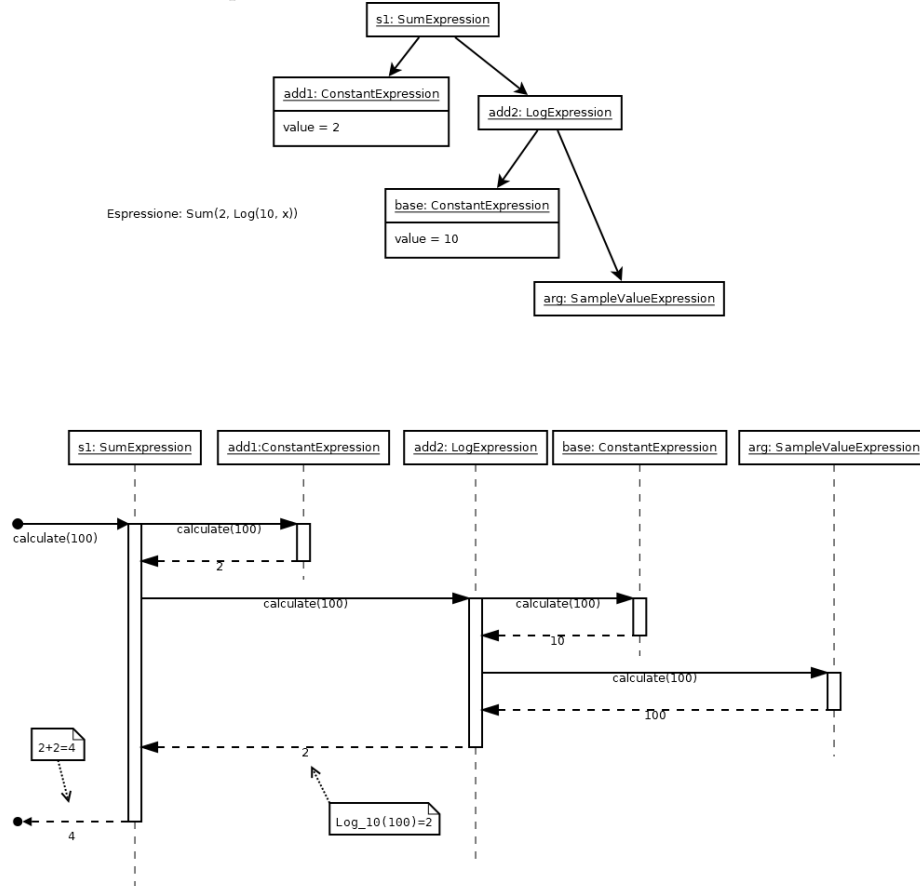 s1: SumExpression
add1: ConstantExpression
value = 2
add2: LogExpression
base: ConstantExpression
value = 10
Espressione: Sum(2, Log(10, x))
arg: SampleValueExpression
s1: SumExpression
add1:ConstantExpression
add2: LogExpression
base: ConstantExpression
arg: SampleValueExpression
calculate(100)
calculate(100)
2
calculate(100)
calculate(100)
10
calculate(100)
100
2+2=4
2
Log_10(100)=2
4